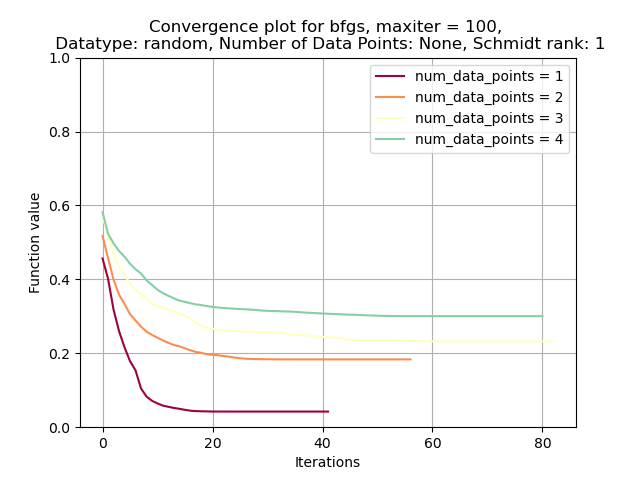 Convergence plot for bfgs, maxiter = 100,
Datatype: random, Number of Data Points: None, Schmidt rank: 1
1.0
0.8
0.6
0.4
0.2
0.0
Function value
num_data_points = 1
num_data_points = 2
num_data_points = 3
num_data_points = 4
0 20 40 60 80
Iterations